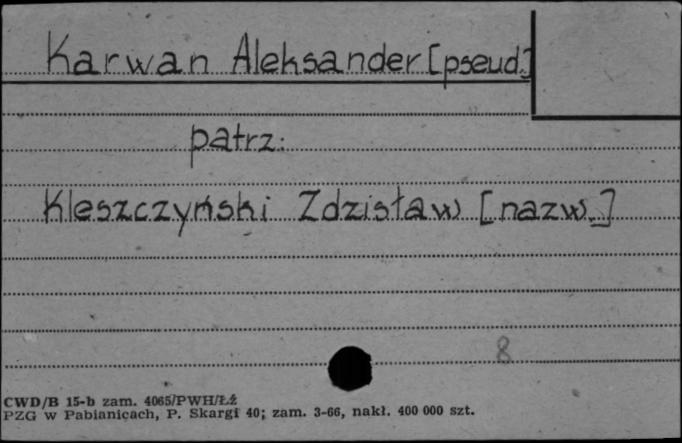 Karwan Aleksander [pseud.]
patrz:
Kleszczyński Zdzisław [nazw.]
8
CWD/B 15-b zam. 4065/PWH/Łź
PZG w Pabianicach, P. Skargi 40; zam. 3-66, nakł. 400 000 szt.